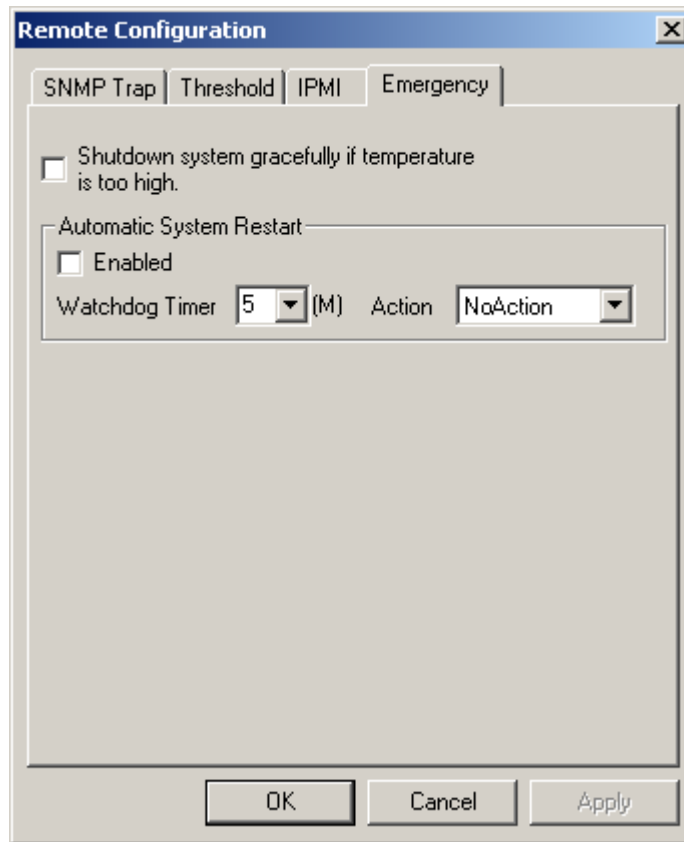 Remote Configuration
SNMP Trap Threshold IPMI Emergency
Shutdown system gracefully if temperature
is too high.
Automatic System Restart
Enabled
Watchdog Timer 5 (M) Action NoAction
OK Cancel Apply